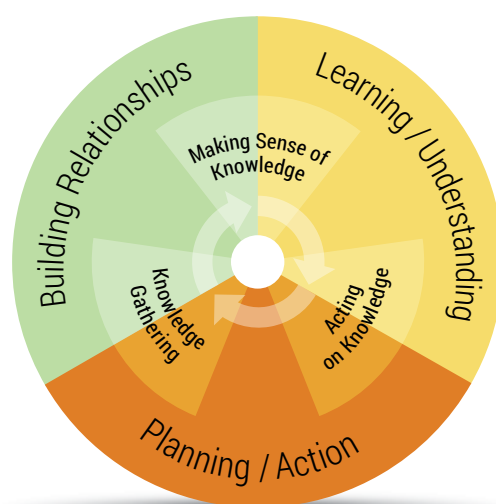 Building Relationships
Learning / Understanding
Making Sense of
Knowledge
Knowledge
Gathering
Acting
on Knowledge
Planning / Action